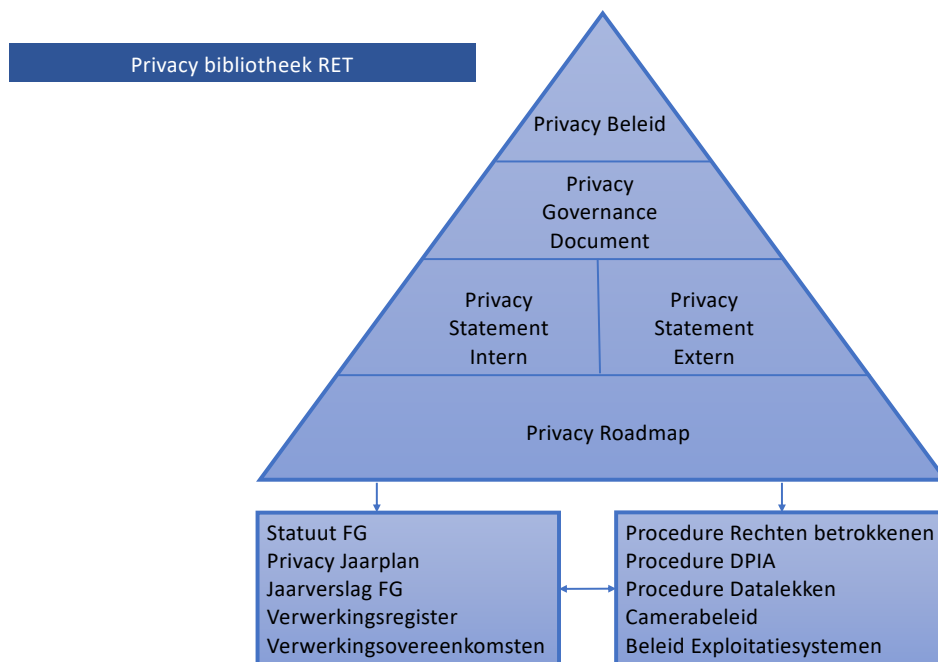 Privacy bibliotheek RET
Privacy Beleid
Privacy
Governance
Document
Privacy
Statement
Intern
Privacy
Statement
Extern
Privacy Roadmap
Statuut FG
Privacy Jaarplan
Jaarverslag FG
Verwerkingsregister
Verwerkingsovereenkomsten
Procedure Rechten betrokkenen
Procedure DPIA
Procedure Datalekken
Camerabeleid
Beleid Exploitatiesystemen